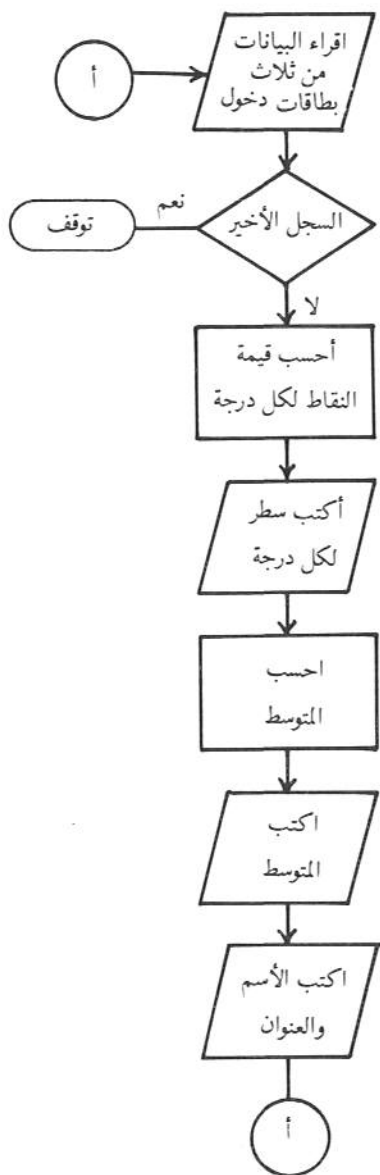 أ
اقراء البيانات
من ثلاث
بطاقات دخول
السجل الأخير
نعم
توقف
لا
أحسب قيمة
النقاط لكل درجة
أكتب سطر
لكل درجة
احسب
المتوسط
اكتب
المتوسط
اكتب الأسم
والعنوان
أ